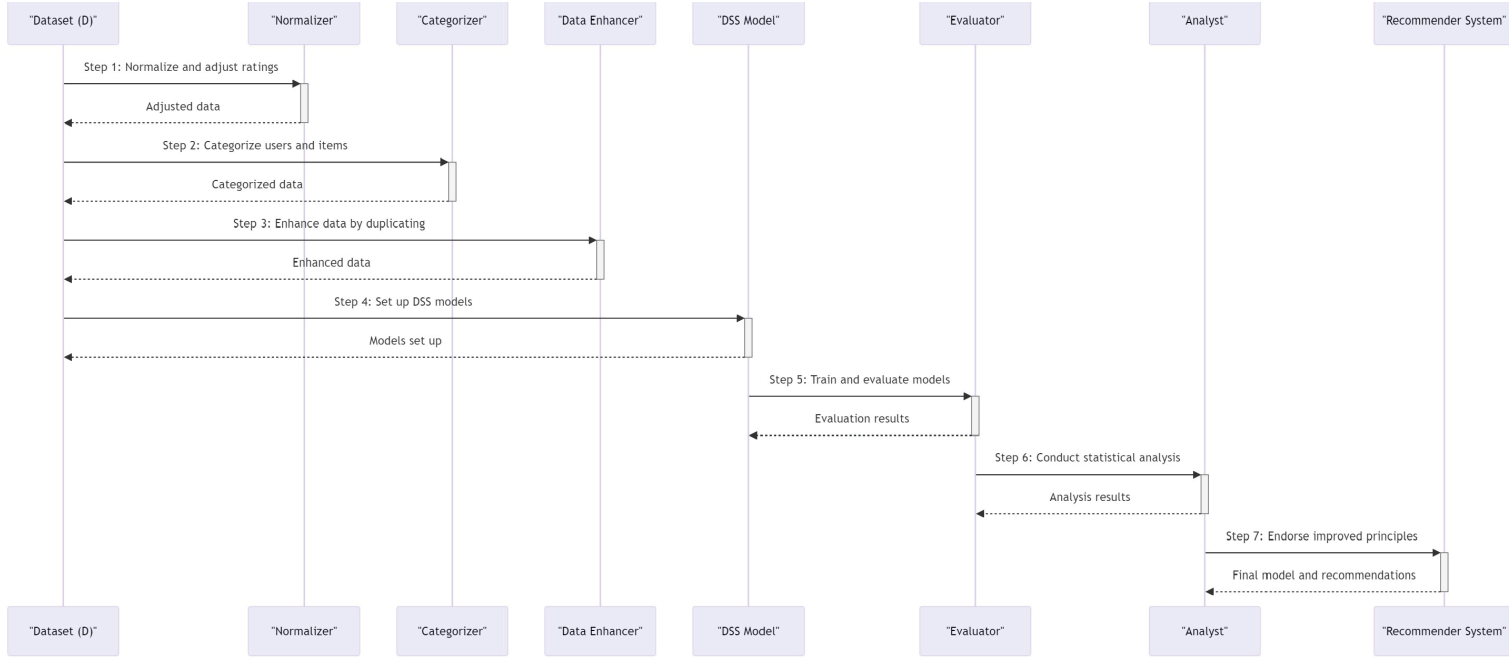 "Dataset (D)" "Normalizer" "Categorizer" "Data Enhancer" "DSS Model" "Evaluator" "Analyst" "Recommender System"
Step 1: Normalize and adjust ratings
Adjusted data
Step 2: Categorize users and items
Categorized data
Step 3: Enhance data by duplicating
Enhanced data
Step 4: Set up DSS models
Models set up
Step 5: Train and evaluate models
Evaluation results
Step 6: Conduct statistical analysis
Analysis results
Step 7: Endorse improved principles
Final model and recommendations
"Dataset (D)" "Normalizer" "Categorizer" "Data Enhancer" "DSS Model" "Evaluator" "Analyst" "Recommender System"